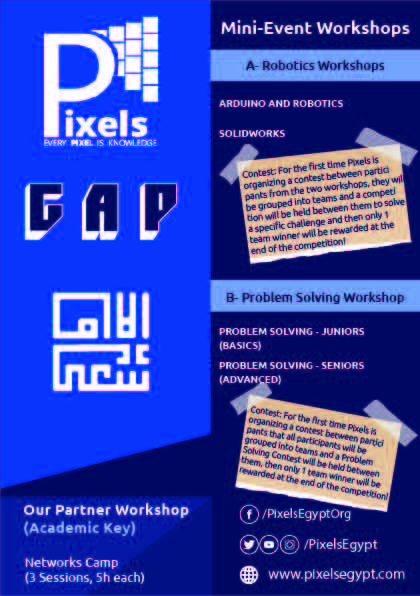 Pixels
EVERY PIXEL IS KNOWLEDGE
GAP
Our Partner Workshop
(Academic Key)
Networks Camp
(3 Sessions, 5h each)
Mini-Event Workshops
A- Robotics Workshops
ARDUINO AND ROBOTICS
SOLIDWORKS
Contest: For the first time Pixels is
organizing a contest between partici
pants from the two workshops, they wil
be grouped into teams and a competi
tion will be held between them to solve
a specific challenge and then only 1
team winner will be rewarded at the
end of the competition!
B- Problem Solving Workshop
PROBLEM SOLVING - JUNIORS
(BASICS)
PROBLEM SOLVING - SENIORS
(ADVANCED)
Contest: For the first time Pixels is
organizing a contest between partici
pants that all participants will be
grouped into teams and a Problem
Solving Contest will be held between
them, then only 1 team winner will be
rewarded at the end of the competition!
/PixelsEgyptOrg
/PixelsEgypt
www.pixelsegypt.com